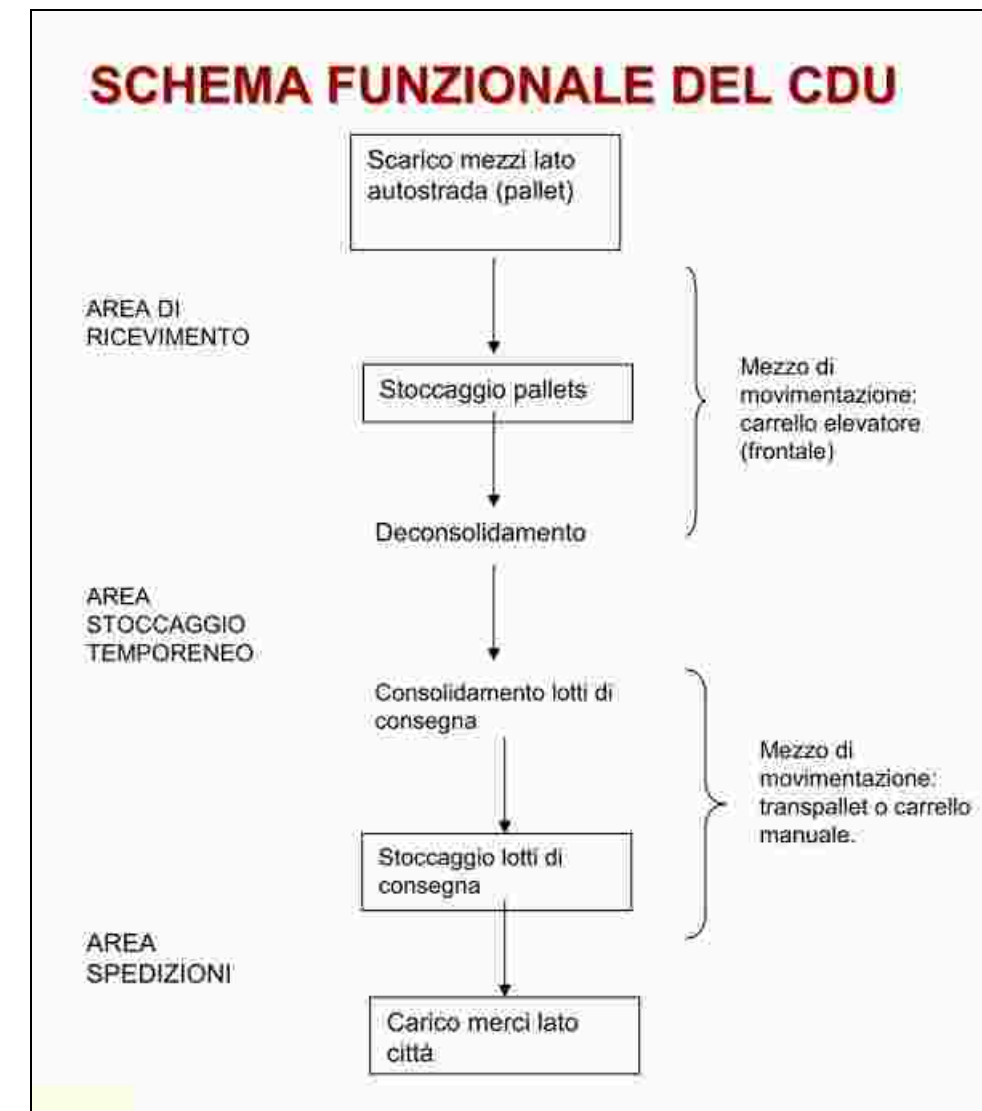 SCHEMA FUNZIONALE DEL CDU
Scarico mezzi lato
autostrada (pallet)
AREA DI
RICEVIMENTO
Stoccaggio pallets
Mezzo di
movimentazione:
carrello elevatore
(frontale)
Deconsolidamento
AREA
STOCCAGGIO
TEMPORENEO
Consolidamento lotti di
consegna
Mezzo di
movimentazione:
transpallet o carrello
manuale.
Stoccaggio lotti di
consegna
AREA
SPEDIZIONI
Carico merci lato
città